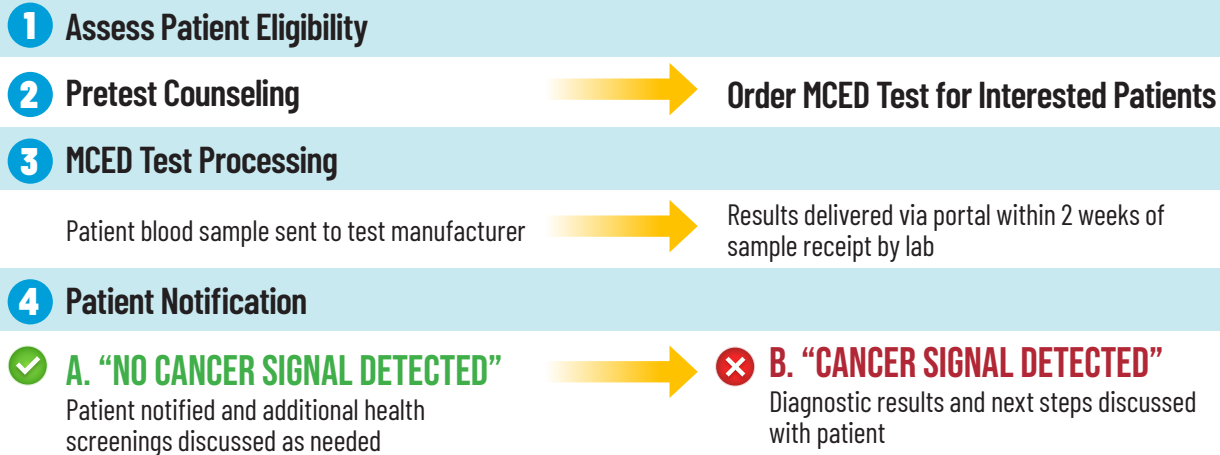 1 Assess Patient Eligibility
2 Pretest Counseling
Order MCED Test for Interested Patients
3 MCED Test Processing
Patient blood sample sent to test manufacturer
Results delivered via portal within 2 weeks of
sample receipt by lab
4 Patient Notification
A. “NO CANCER SIGNAL DETECTED”
Patient notified and additional health
screenings discussed as needed
B. “CANCER SIGNAL DETECTED”
Diagnostic results and next steps discussed
with patient